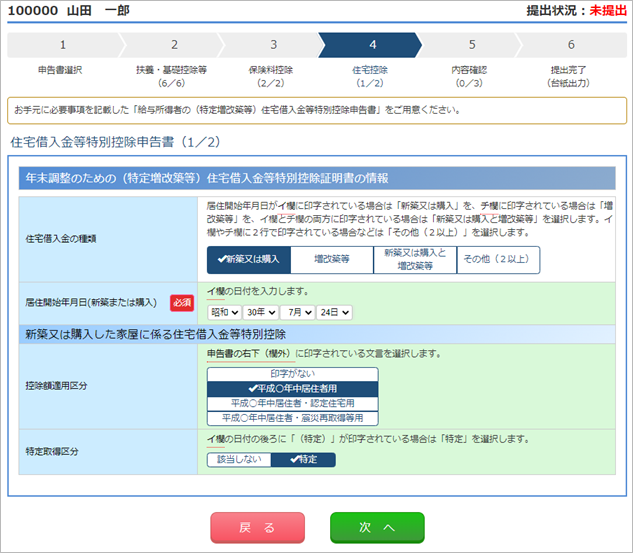 100000 山田　一郎
提出状況：未提出
1
2
3
4
5
6
申告書選択
扶養・基礎控除等
（6／6）
保険料控除
（2／2）
住宅控除
（1／2）
内容確認
（0／3）
提出完了
（台紙出力）
お手元に必要事項を記載した「給与所得者の（特定増改築等）住宅借入金等特別控除申告書」をご用意ください。
住宅借入金等特別控除申告書（1／2）
年末調整のための（特定増改築等）住宅借入金等特別控除証明書の情報
住宅借入金の種類
居住開始年月日がイ欄に印字されている場合は「新築又は購入」を、チ欄に印字されている場合は「増
改築等」を、イ欄とチ欄の両方に印字されている場合は「新築又は購入と増改築等」を選択します。イ
欄やチ欄に２行で印字されている場合などは「その他（２以上）」を選択します。
✔新築又は購入
増改築等
新築又は購入と
増改築等
その他（２以上）
居住開始年月日(新築または購入)
必須
イ欄の日付を入力します。
昭和 30年 7月 24日
新築又は購入した家屋に係る住宅借入金等特別控除
控除額適用区分
申告書の右下（欄外）に印字されている文言を選択します。
印字がない
✔平成○年中居住者用
平成○年中居住者・認定住宅用
平成○年中居住者・震災再取得等用
特定取得区分
イ欄の日付の後ろに「（特定）」が印字されている場合は「特定」を選択します。
該当しない
✔特定
戻　る
次　へ